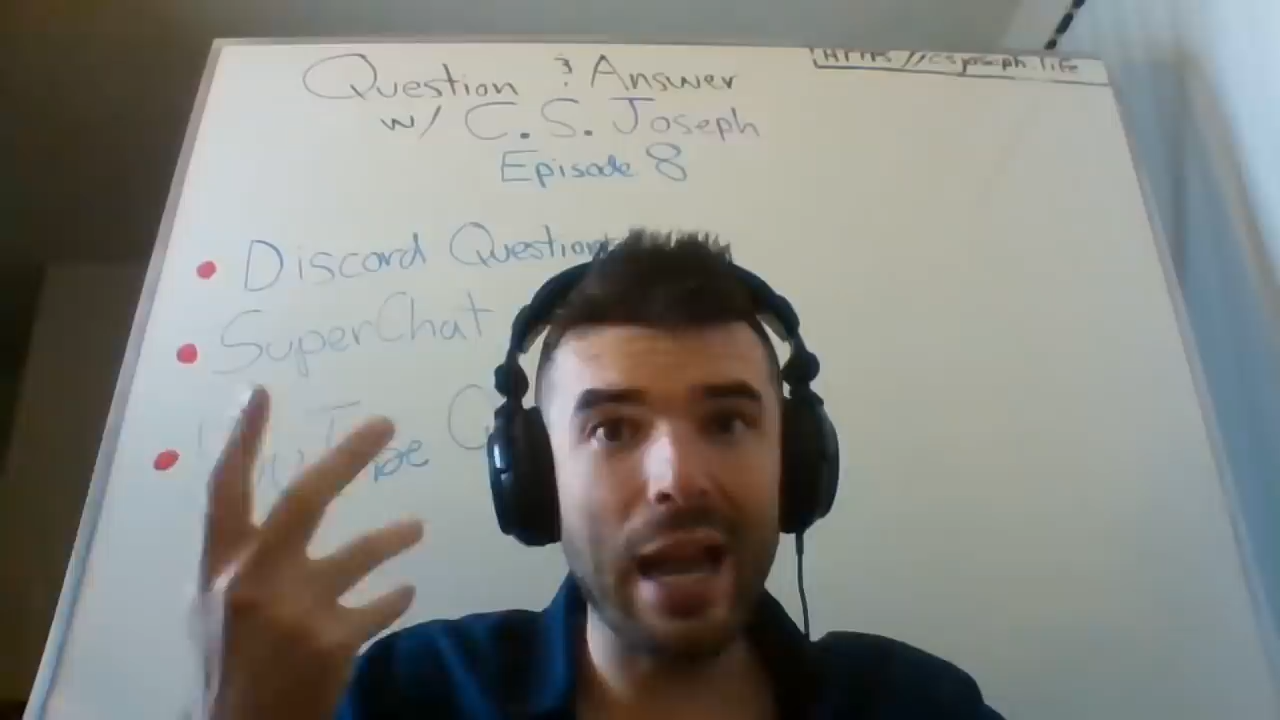 Question & Answer
HTTPS //csjoseph.life
w/ C. S. Joseph
Episode 8
Discord Question
SuperChat